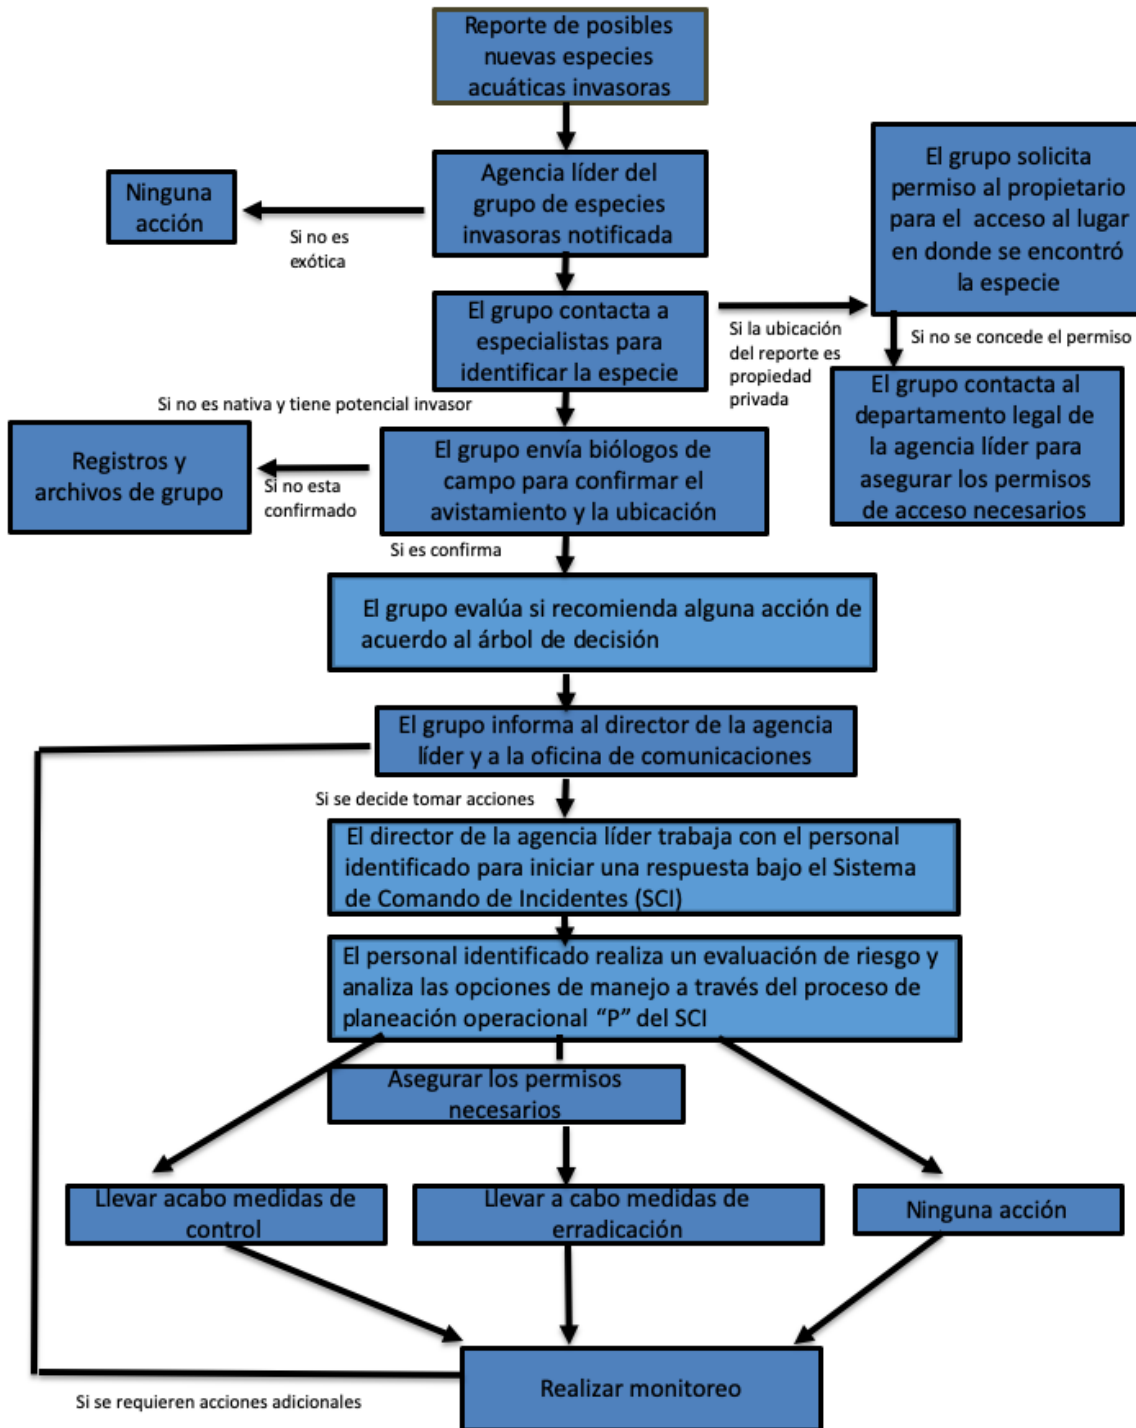 Reporte de posibles
nuevas especies
acuáticas invasoras
Agencia líder del
grupo de especies
invasoras notificada
Ninguna
acción
Si no es
exótica
El grupo solicita
permiso al propietario
para el acceso al lugar
en donde se encontró
la especie
El grupo contacta a
especialistas para
identificar la especie
Si la ubicación
del reporte es
propiedad
privada
Si no se concede el permiso
El grupo contacta al
departamento legal de
la agencia líder para
asegurar los permisos
de acceso necesarios
Si no es nativa y tiene potencial invasor
El grupo envía biólogos de
campo para confirmar el
avistamiento y la ubicación
Registros y
archivos de grupo
Si no esta
confirmado
Si es confirma
El grupo evalúa si recomienda alguna acción de
acuerdo al árbol de decisión
El grupo informa al director de la agencia
líder y a la oficina de comunicaciones
Si se decide tomar acciones
El director de la agencia líder trabaja con el personal
identificado para iniciar una respuesta bajo el Sistema
de Comando de Incidentes (SCI)
El personal identificado realiza un evaluación de riesgo y
analiza las opciones de manejo a través del proceso de
planeación operacional “P” del SCI
Asegurar los permisos
necesarios
Llevar acabo medidas de
control
Llevar a cabo medidas de
erradicación
Ninguna acción
Realizar monitoreo
Si se requieren acciones adicionales